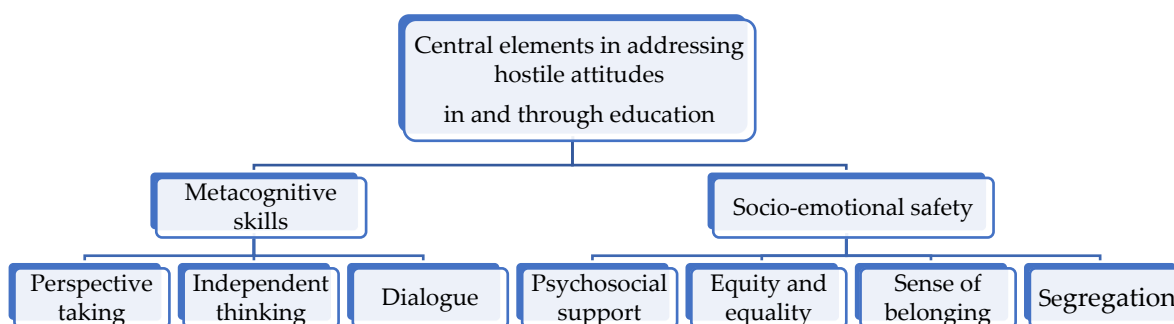 Central elements in addressing
hostile attitudes
in and through education
Metacognitive
skills
Socio-emotional safety
Perspective
taking
Independent
thinking
Dialogue
Psychosocial
support
Equity and
equality
Sense of
belonging
Segregation